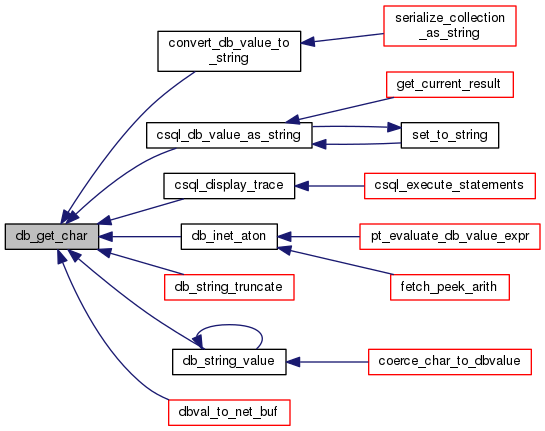 serialize_collection
_as_string
convert_db_value_to
_string
get_current_result
csql_db_value_as_string
set_to_string
csql_display_trace
csql_execute_statements
db_get_char
db_inet_aton
pt_evaluate_db_value_expr
db_string_truncate
fetch_peek_arith
db_string_value
coerce_char_to_dbvalue
dbval_to_net_buf